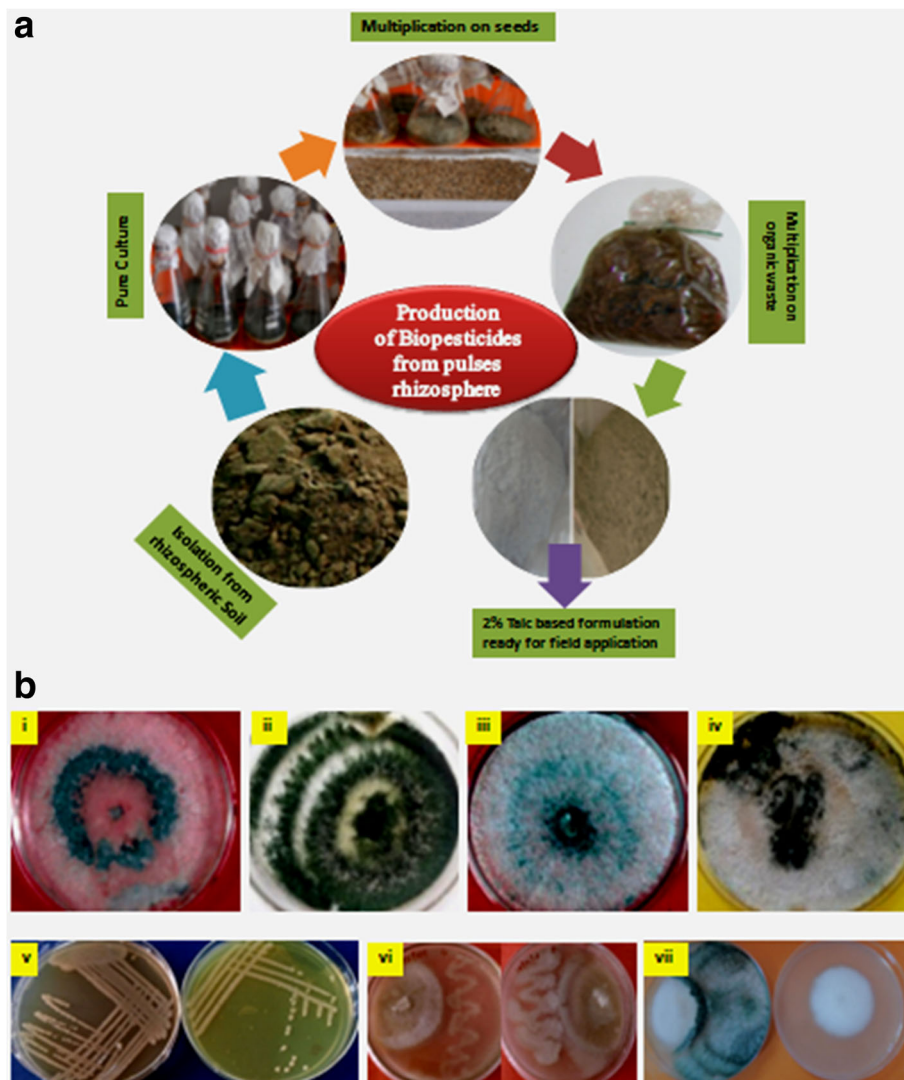 a
Multiplication on seeds
Pure Culture
Multiplication on
organic waste
Production
of Biopesticides
from pulses
rhizosphere
Isolation from
rhizospheric Soil
2% Talc based formulation
ready for field application
b
i
ii
iii
iv
v
vi
vii